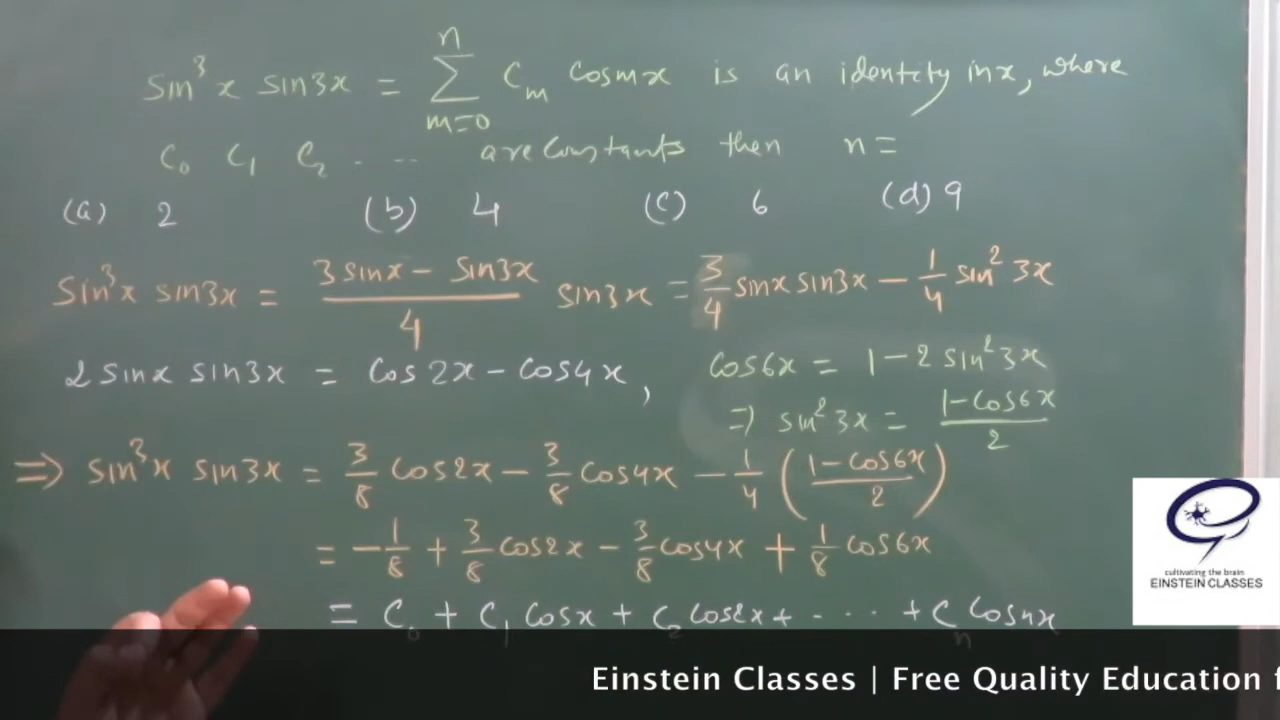 sin³x sin3x = ∑ₘ₌₀ⁿ Cₘ cosmx is an identity in x, where
C₀ C₁ C₂ ..... are constants then n =
(a) 2 (b) 4 (c) 6 (d) 9
sin³x sin3x = (3sinx − sin3x)/4 sin3x = 3/4 sinx sin3x − 1/4 sin²3x
2sinx sin3x = cos2x − cos4x, cos6x = 1 − 2sin²3x
⇒ sin²3x = (1−cos6x)/2
⇒ sin³x sin3x = 3/8 cos2x − 3/8 cos4x − 1/4 ((1−cos6x)/2)
= −1/8 + 3/8 cos2x − 3/8 cos4x + 1/8 cos6x
= C₀ + C₁ cosx + C₂ cos2x + ..... + Cₙ cosnx
cultivating the brain
EINSTEIN CLASSES
Einstein Classes | Free Quality Education